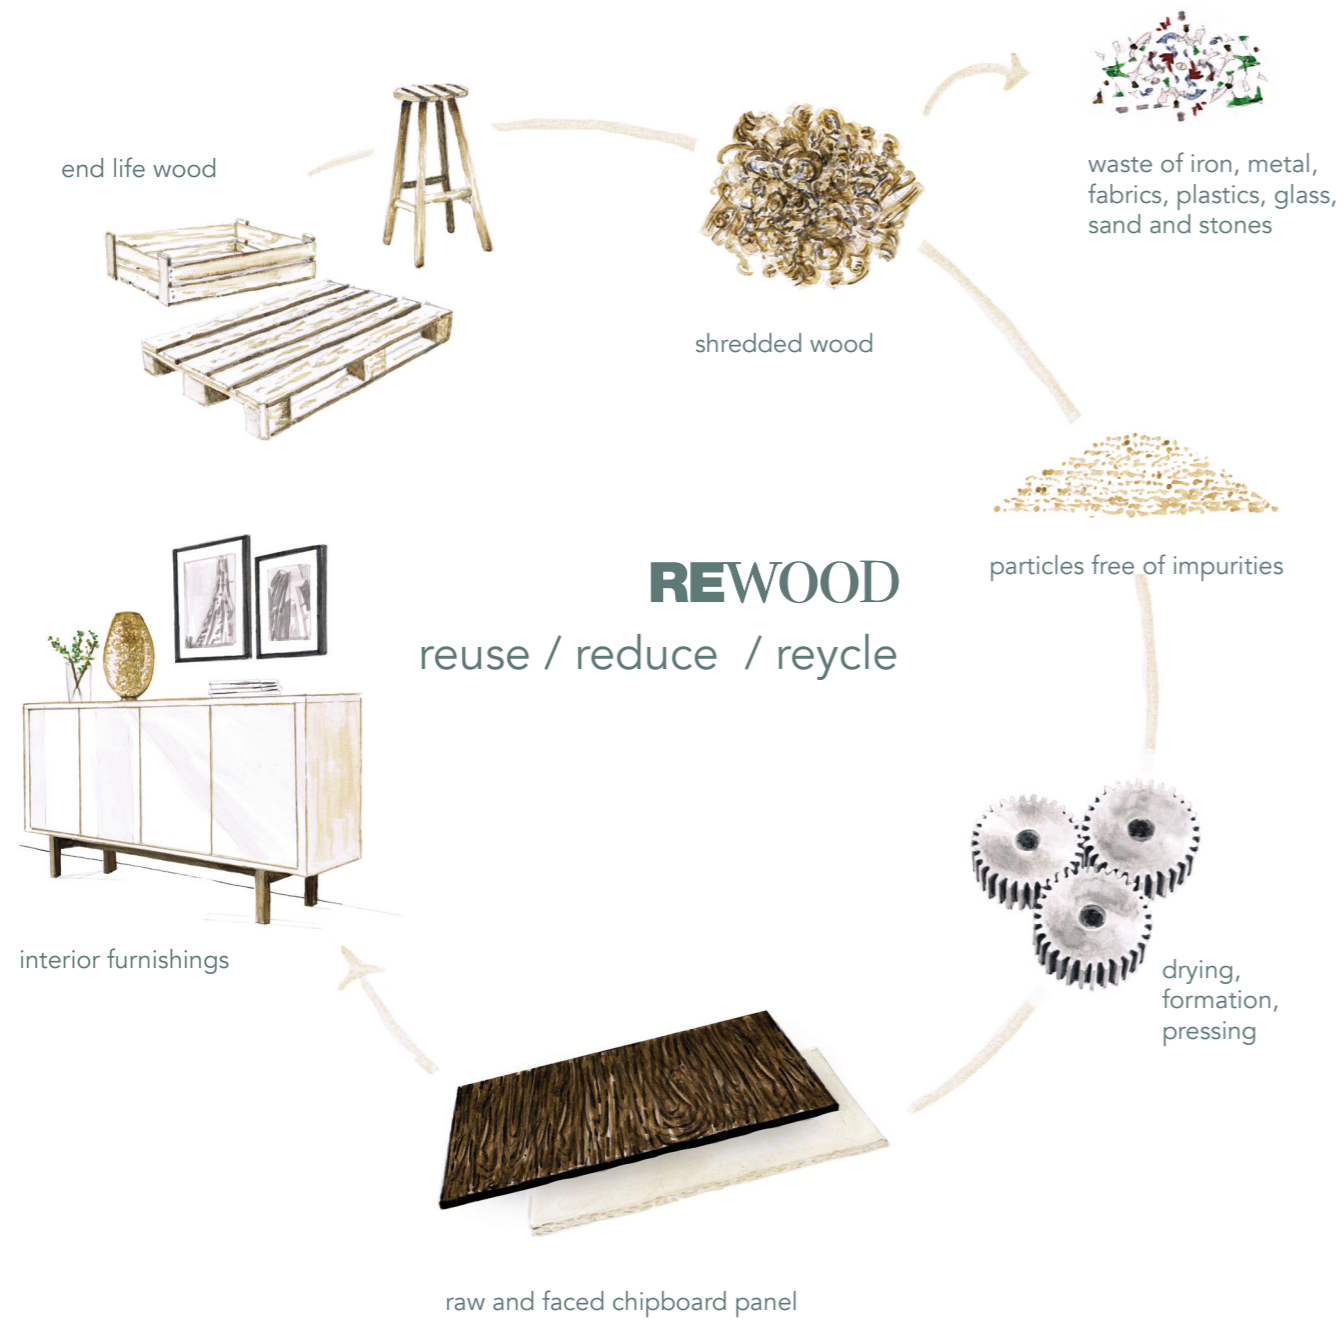 end life wood
waste of iron, metal,
fabrics, plastics, glass,
sand and stones
shredded wood
particles free of impurities
REWOOD
reuse / reduce / reycle
interior furnishings
drying,
formation,
pressing
raw and faced chipboard panel